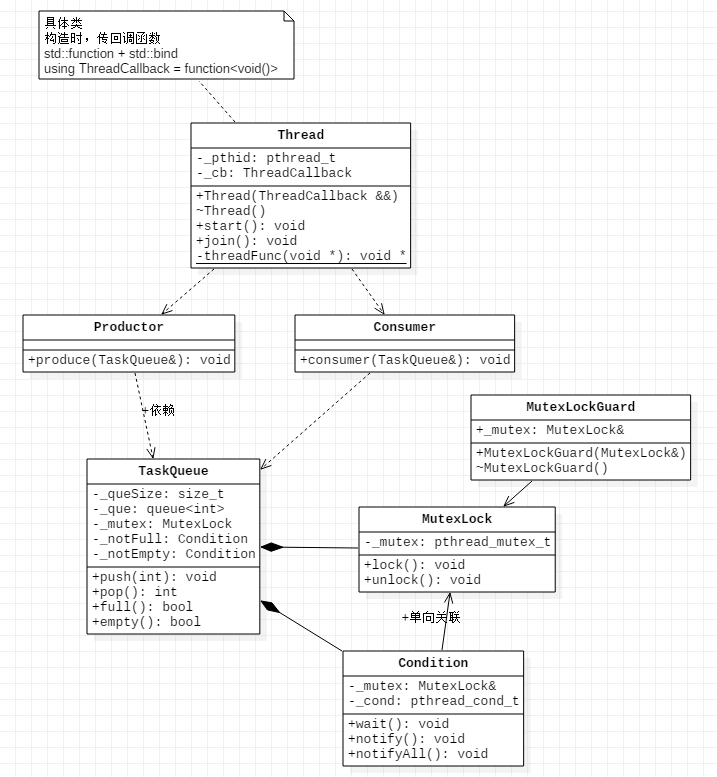 具体类
构造时，传回调函数
std::function + std::bind
using ThreadCallback = function<void()>
Thread
-_pthid: pthread_t
-_cb: ThreadCallback
+Thread(ThreadCallback &&)
~Thread()
+start(): void
+join(): void
-threadFunc(void *): void *
Productor
+produce(TaskQueue&): void
Consumer
+consumer(TaskQueue&): void
+依赖
MutexLockGuard
+_mutex: MutexLock&
+MutexLockGuard(MutexLock&)
~MutexLockGuard()
TaskQueue
-_queSize: size_t
-_que: queue<int>
-_mutex: MutexLock
-_notFull: Condition
-_notEmpty: Condition
+push(int): void
+pop(): int
+full(): bool
+empty(): bool
MutexLock
-_mutex: pthread_mutex_t
+lock(): void
+unlock(): void
+单向关联
Condition
-_mutex: MutexLock&
-_cond: pthread_cond_t
+wait(): void
+notify(): void
+notifyAll(): void